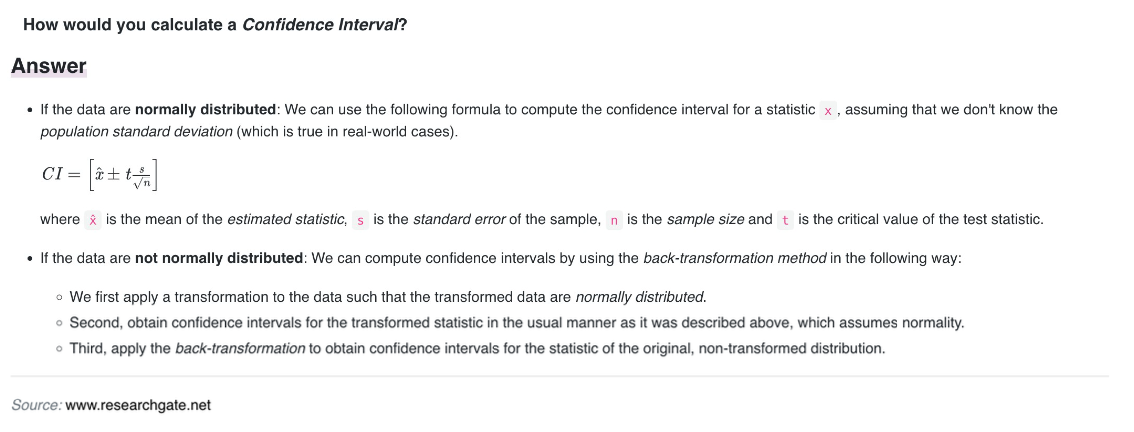 How would you calculate a Confidence Interval?
Answer
• If the data are normally distributed: We can use the following formula to compute the confidence interval for a statistic x , assuming that we don't know the
population standard deviation (which is true in real-world cases).
CI = [x̂ ± t s/√n]
where x̂ is the mean of the estimated statistic, s is the standard error of the sample, n is the sample size and t is the critical value of the test statistic.
• If the data are not normally distributed: We can compute confidence intervals by using the back-transformation method in the following way:
◦ We first apply a transformation to the data such that the transformed data are normally distributed.
◦ Second, obtain confidence intervals for the transformed statistic in the usual manner as it was described above, which assumes normality.
◦ Third, apply the back-transformation to obtain confidence intervals for the statistic of the original, non-transformed distribution.
Source: www.researchgate.net